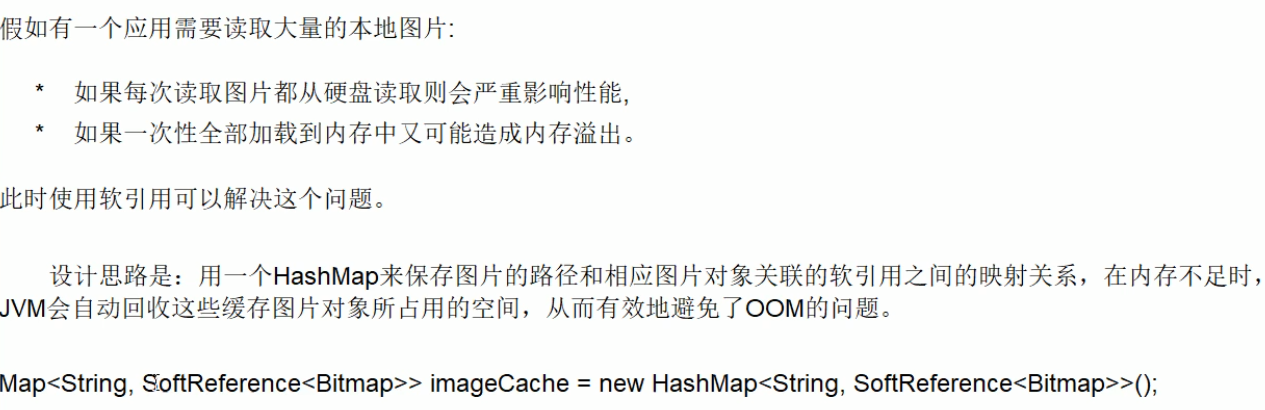 假如有一个应用需要读取大量的本地图片:
* 如果每次读取图片都从硬盘读取则会严重影响性能,
* 如果一次性全部加载到内存中又可能造成内存溢出。
此时使用软引用可以解决这个问题。
设计思路是：用一个HashMap来保存图片的路径和相应图片对象关联的软引用之间的映射关系，在内存不足时，
JVM会自动回收这些缓存图片对象所占用的空间，从而有效地避免了OOM的问题。
Map<String, SoftReference<Bitmap>> imageCache = new HashMap<String, SoftReference<Bitmap>>();